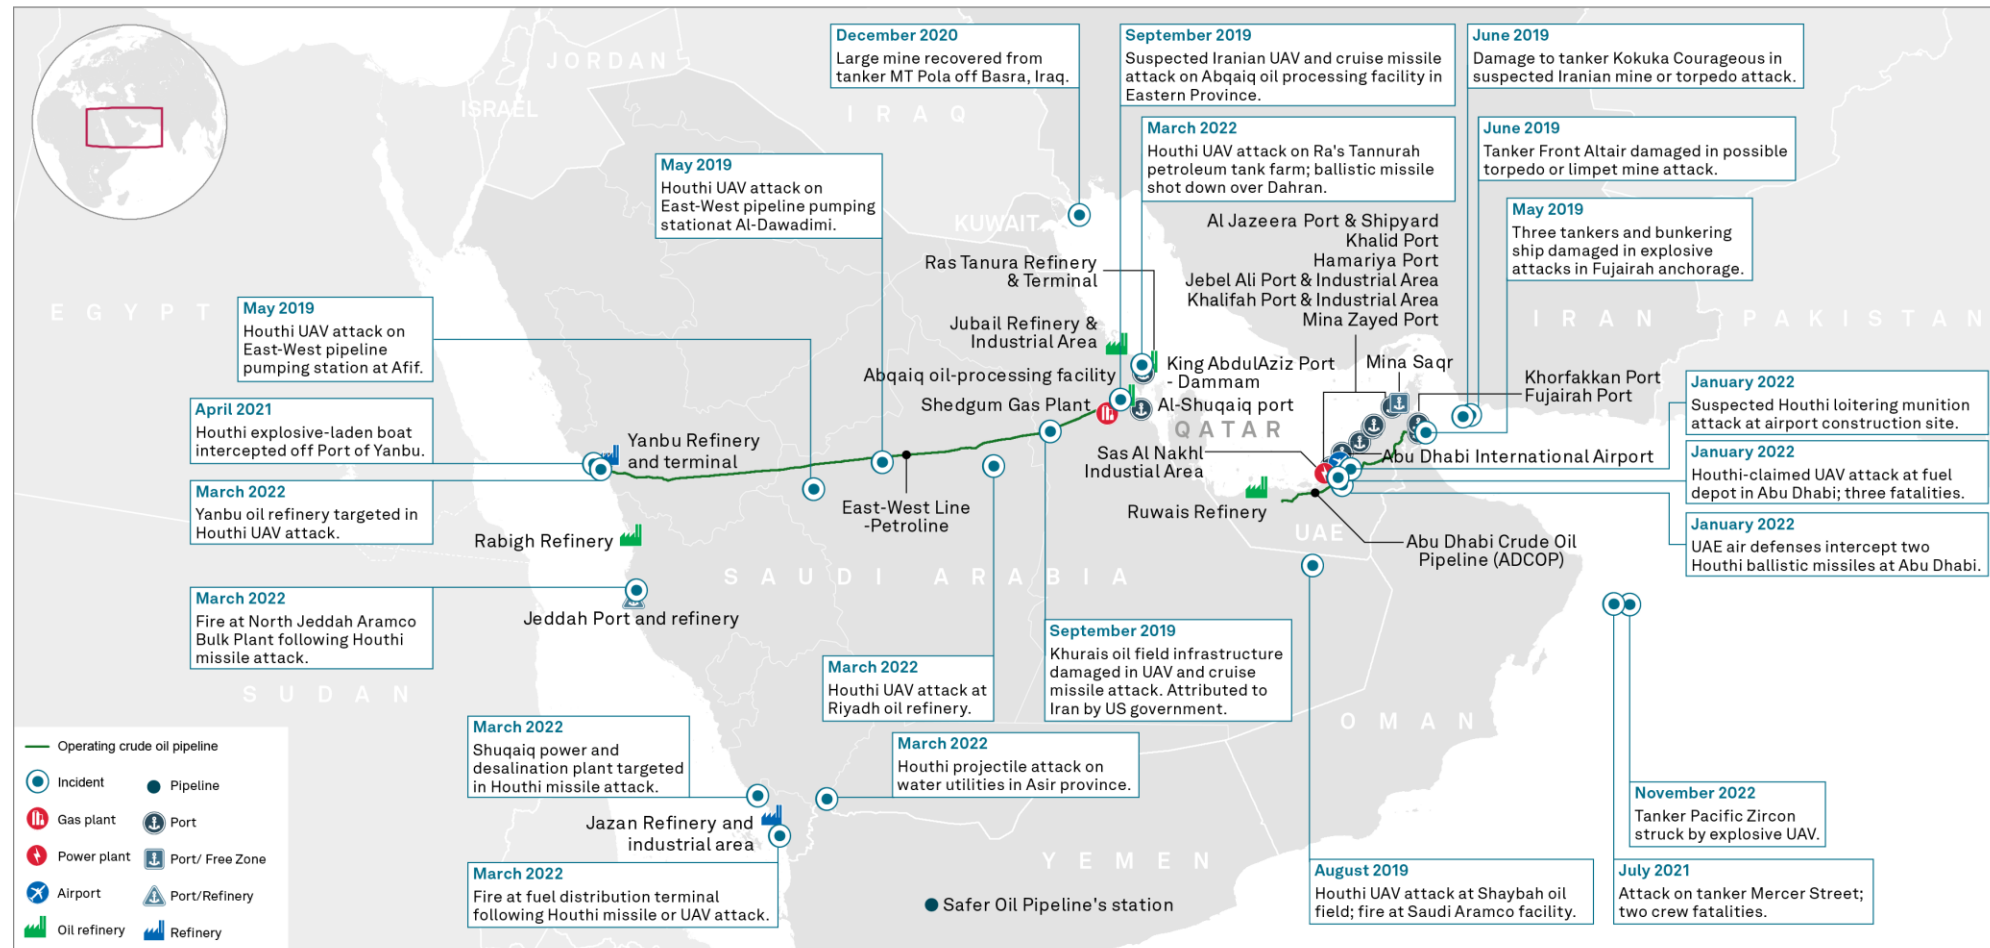 JORDAN
ISRAEL
IRAQ
KUWAIT
EGYPT
QATAR
IRAN
PAKISTAN
SAUDI ARABIA
UAE
SUDAN
OMAN
YEMEN
December 2020
Large mine recovered from
tanker MT Pola off Basra, Iraq.
September 2019
Suspected Iranian UAV and cruise missile
attack on Abqaiq oil processing facility in
Eastern Province.
June 2019
Damage to tanker Kokuka Courageous in
suspected Iranian mine or torpedo attack.
March 2022
Houthi UAV attack on Ra's Tannurah
petroleum tank farm; ballistic missile
shot down over Dahran.
June 2019
Tanker Front Altair damaged in possible
torpedo or limpet mine attack.
May 2019
Houthi UAV attack on
East-West pipeline pumping
stationat Al-Dawadimi.
May 2019
Three tankers and bunkering
ship damaged in explosive
attacks in Fujairah anchorage.
Al Jazeera Port & Shipyard
Khalid Port
Hamariya Port
Jebel Ali Port & Industrial Area
Khalifah Port & Industrial Area
Mina Zayed Port
Ras Tanura Refinery
& Terminal
May 2019
Houthi UAV attack on
East-West pipeline
pumping station at Afif.
Jubail Refinery &
Industrial Area
Abqaiq oil-processing facility
King AbdulAziz Port
- Dammam
Mina Saqr
Khorfakkan Port
Fujairah Port
Shedgum Gas Plant
Al-Shuqaiq port
January 2022
Suspected Houthi loitering munition
attack at airport construction site.
April 2021
Houthi explosive-laden boat
intercepted off Port of Yanbu.
Yanbu Refinery
and terminal
Sas Al Nakhl
Industial Area
Abu Dhabi International Airport
January 2022
Houthi-claimed UAV attack at fuel
depot in Abu Dhabi; three fatalities.
March 2022
Yanbu oil refinery targeted in
Houthi UAV attack.
East-West Line
-Petroline
Ruwais Refinery
January 2022
UAE air defenses intercept two
Houthi ballistic missiles at Abu Dhabi.
Rabigh Refinery
Abu Dhabi Crude Oil
Pipeline (ADCOP)
March 2022
Fire at North Jeddah Aramco
Bulk Plant following Houthi
missile attack.
Jeddah Port and refinery
March 2022
Houthi UAV attack at
Riyadh oil refinery.
September 2019
Khurais oil field infrastructure
damaged in UAV and cruise
missile attack. Attributed to
Iran by US government.
March 2022
Shuqaiq power and
desalination plant targeted
in Houthi missile attack.
March 2022
Houthi projectile attack on
water utilities in Asir province.
Jazan Refinery and
industrial area
November 2022
Tanker Pacific Zircon
struck by explosive UAV.
March 2022
Fire at fuel distribution terminal
following Houthi missile or UAV attack.
Safer Oil Pipeline's station
August 2019
Houthi UAV attack at Shaybah oil
field; fire at Saudi Aramco facility.
July 2021
Attack on tanker Mercer Street;
two crew fatalities.
Operating crude oil pipeline
Incident
Pipeline
Gas plant
Port
Power plant
Port/ Free Zone
Airport
Port/Refinery
Oil refinery
Refinery